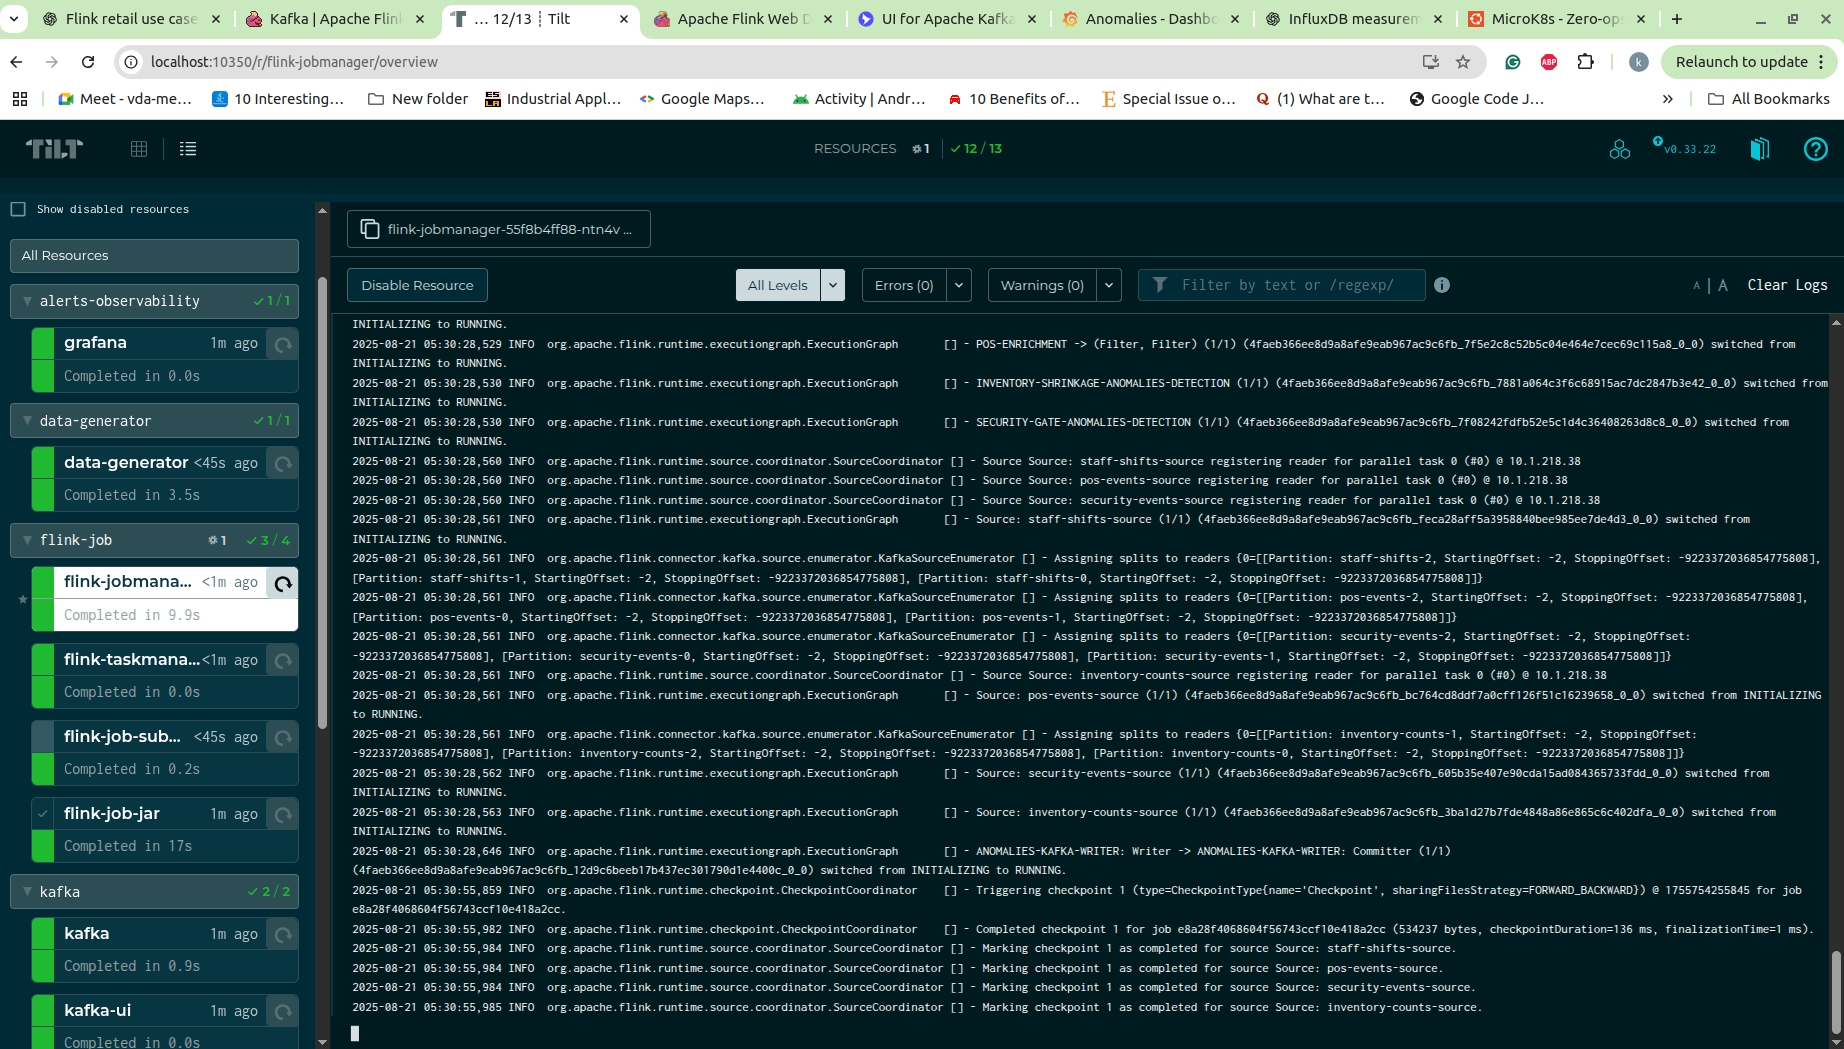 Flink retail use case
Kafka | Apache Flink
... 12/13 ┊ Tilt
Apache Flink Web D
UI for Apache Kafka
Anomalies - Dashbo
InfluxDB measurem
MicroK8s - Zero-ops
localhost:10350/r/flink-jobmanager/overview
ABP
k
Relaunch to update
Meet - vda-me...
10 Interesting...
New folder
Industrial Appl...
Google Maps...
Activity | Andr...
10 Benefits of...
Special Issue o...
(1) What are t...
Google Code J...
»
All Bookmarks
TILT
RESOURCES 1 12 / 13
v0.33.22
Show disabled resources
All Resources
alerts-observability 1 / 1
grafana 1m ago
Completed in 0.0s
data-generator 1 / 1
data-generator <45s ago
Completed in 3.5s
flink-job 1 3 / 4
flink-jobmana... <1m ago
Completed in 9.9s
flink-taskmana... <1m ago
Completed in 0.0s
flink-job-sub... <45s ago
Completed in 0.2s
flink-job-jar 1m ago
Completed in 17s
kafka 2 / 2
kafka 1m ago
Completed in 0.9s
kafka-ui 1m ago
Completed in 0.0s
flink-jobmanager-55f8b4ff88-ntn4v ...
Disable Resource
All Levels
Errors (0)
Warnings (0)
Filter by text or /regexp/
A | A
Clear Logs
INITIALIZING to RUNNING.
2025-08-21 05:30:28,529 INFO org.apache.flink.runtime.executiongraph.ExecutionGraph [] - POS-ENRICHMENT -> (Filter, Filter) (1/1) (4faeb366ee8d9a8afe9eab967ac9c6fb_7f5e2c8c52b5c04e464e7cec69c115a8_0_0) switched from
INITIALIZING to RUNNING.
2025-08-21 05:30:28,530 INFO org.apache.flink.runtime.executiongraph.ExecutionGraph [] - INVENTORY-SHRINKAGE-ANOMALIES-DETECTION (1/1) (4faeb366ee8d9a8afe9eab967ac9c6fb_7881a064c3f6c68915ac7dc2847b3e42_0_0) switched from
INITIALIZING to RUNNING.
2025-08-21 05:30:28,530 INFO org.apache.flink.runtime.executiongraph.ExecutionGraph [] - SECURITY-GATE-ANOMALIES-DETECTION (1/1) (4faeb366ee8d9a8afe9eab967ac9c6fb_7f08242fdfb52e5c1d4c36408263d8c8_0_0) switched from
INITIALIZING to RUNNING.
2025-08-21 05:30:28,560 INFO org.apache.flink.runtime.source.coordinator.SourceCoordinator [] - Source Source: staff-shifts-source registering reader for parallel task 0 (#0) @ 10.1.218.38
2025-08-21 05:30:28,560 INFO org.apache.flink.runtime.source.coordinator.SourceCoordinator [] - Source Source: pos-events-source registering reader for parallel task 0 (#0) @ 10.1.218.38
2025-08-21 05:30:28,560 INFO org.apache.flink.runtime.source.coordinator.SourceCoordinator [] - Source Source: security-events-source registering reader for parallel task 0 (#0) @ 10.1.218.38
2025-08-21 05:30:28,561 INFO org.apache.flink.runtime.executiongraph.ExecutionGraph [] - Source: staff-shifts-source (1/1) (4faeb366ee8d9a8afe9eab967ac9c6fb_feca28aff5a3958840bee985ee7de4d3_0_0) switched from
INITIALIZING to RUNNING.
2025-08-21 05:30:28,561 INFO org.apache.flink.connector.kafka.source.enumerator.KafkaSourceEnumerator [] - Assigning splits to readers {0=[[Partition: staff-shifts-2, StartingOffset: -2, StoppingOffset: -9223372036854775808],
[Partition: staff-shifts-1, StartingOffset: -2, StoppingOffset: -9223372036854775808], [Partition: staff-shifts-0, StartingOffset: -2, StoppingOffset: -9223372036854775808]]}
2025-08-21 05:30:28,561 INFO org.apache.flink.connector.kafka.source.enumerator.KafkaSourceEnumerator [] - Assigning splits to readers {0=[[Partition: pos-events-2, StartingOffset: -2, StoppingOffset: -9223372036854775808],
[Partition: pos-events-0, StartingOffset: -2, StoppingOffset: -9223372036854775808], [Partition: pos-events-1, StartingOffset: -2, StoppingOffset: -9223372036854775808]]}
2025-08-21 05:30:28,561 INFO org.apache.flink.connector.kafka.source.enumerator.KafkaSourceEnumerator [] - Assigning splits to readers {0=[[Partition: security-events-2, StartingOffset: -2, StoppingOffset:
-9223372036854775808], [Partition: security-events-0, StartingOffset: -2, StoppingOffset: -9223372036854775808], [Partition: security-events-1, StartingOffset: -2, StoppingOffset: -9223372036854775808]]}
2025-08-21 05:30:28,561 INFO org.apache.flink.runtime.source.coordinator.SourceCoordinator [] - Source Source: inventory-counts-source registering reader for parallel task 0 (#0) @ 10.1.218.38
2025-08-21 05:30:28,561 INFO org.apache.flink.runtime.executiongraph.ExecutionGraph [] - Source: pos-events-source (1/1) (4faeb366ee8d9a8afe9eab967ac9c6fb_bc764cd8ddf7a0cff126f51c16239658_0_0) switched from INITIALIZING
to RUNNING.
2025-08-21 05:30:28,561 INFO org.apache.flink.connector.kafka.source.enumerator.KafkaSourceEnumerator [] - Assigning splits to readers {0=[[Partition: inventory-counts-1, StartingOffset: -2, StoppingOffset:
-9223372036854775808], [Partition: inventory-counts-2, StartingOffset: -2, StoppingOffset: -9223372036854775808], [Partition: inventory-counts-0, StartingOffset: -2, StoppingOffset: -9223372036854775808]]}
2025-08-21 05:30:28,562 INFO org.apache.flink.runtime.executiongraph.ExecutionGraph [] - Source: security-events-source (1/1) (4faeb366ee8d9a8afe9eab967ac9c6fb_605b35e407e90cda15ad084365733fdd_0_0) switched from
INITIALIZING to RUNNING.
2025-08-21 05:30:28,563 INFO org.apache.flink.runtime.executiongraph.ExecutionGraph [] - Source: inventory-counts-source (1/1) (4faeb366ee8d9a8afe9eab967ac9c6fb_3ba1d27b7fde4848a86e865c6c402dfa_0_0) switched from
INITIALIZING to RUNNING.
2025-08-21 05:30:28,646 INFO org.apache.flink.runtime.executiongraph.ExecutionGraph [] - ANOMALIES-KAFKA-WRITER: Writer -> ANOMALIES-KAFKA-WRITER: Committer (1/1)
(4faeb366ee8d9a8afe9eab967ac9c6fb_12d9c6beeb17b437ec301790d1e4400c_0_0) switched from INITIALIZING to RUNNING.
2025-08-21 05:30:55,859 INFO org.apache.flink.runtime.checkpoint.CheckpointCoordinator [] - Triggering checkpoint 1 (type=CheckpointType{name='Checkpoint', sharingFilesStrategy=FORWARD_BACKWARD}) @ 1755754255845 for job
e8a28f4068604f56743ccf10e418a2cc.
2025-08-21 05:30:55,982 INFO org.apache.flink.runtime.checkpoint.CheckpointCoordinator [] - Completed checkpoint 1 for job e8a28f4068604f56743ccf10e418a2cc (534237 bytes, checkpointDuration=136 ms, finalizationTime=1 ms).
2025-08-21 05:30:55,984 INFO org.apache.flink.runtime.source.coordinator.SourceCoordinator [] - Marking checkpoint 1 as completed for source Source: staff-shifts-source.
2025-08-21 05:30:55,984 INFO org.apache.flink.runtime.source.coordinator.SourceCoordinator [] - Marking checkpoint 1 as completed for source Source: pos-events-source.
2025-08-21 05:30:55,984 INFO org.apache.flink.runtime.source.coordinator.SourceCoordinator [] - Marking checkpoint 1 as completed for source Source: security-events-source.
2025-08-21 05:30:55,985 INFO org.apache.flink.runtime.source.coordinator.SourceCoordinator [] - Marking checkpoint 1 as completed for source Source: inventory-counts-source.